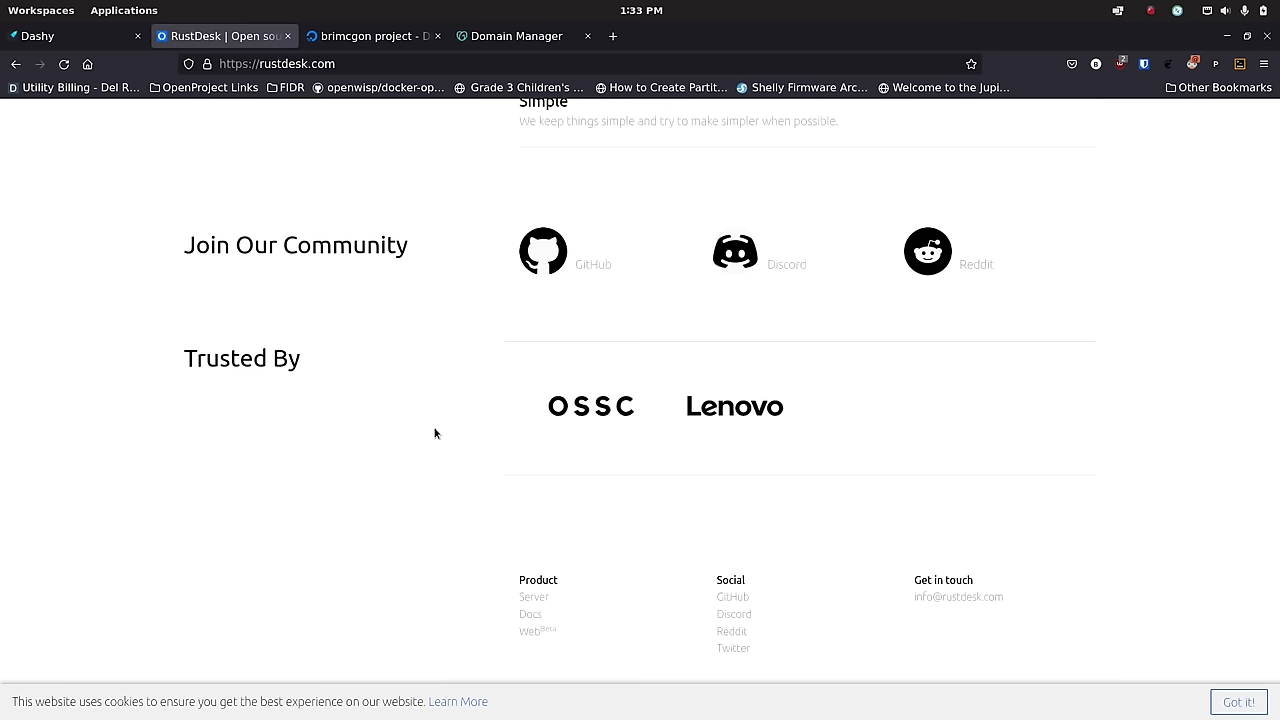 Workspaces Applications 1:33 PM
Dashy RustDesk | Open sou brimcgon project - D Domain Manager
https://rustdesk.com
Utility Billing - Del R... OpenProject Links FIDR openwisp/docker-op... Grade 3 Children's ... How to Create Partit... Shelly Firmware Arc... Welcome to the Jupi... Other Bookmarks
Simple
We keep things simple and try to make simpler when possible.
Join Our Community
GitHub Discord Reddit
Trusted By
OSSC Lenovo
Product Social Get in touch
Server GitHub info@rustdesk.com
Docs Discord
WebBeta Reddit
Twitter
This website uses cookies to ensure you get the best experience on our website. Learn More Got it!